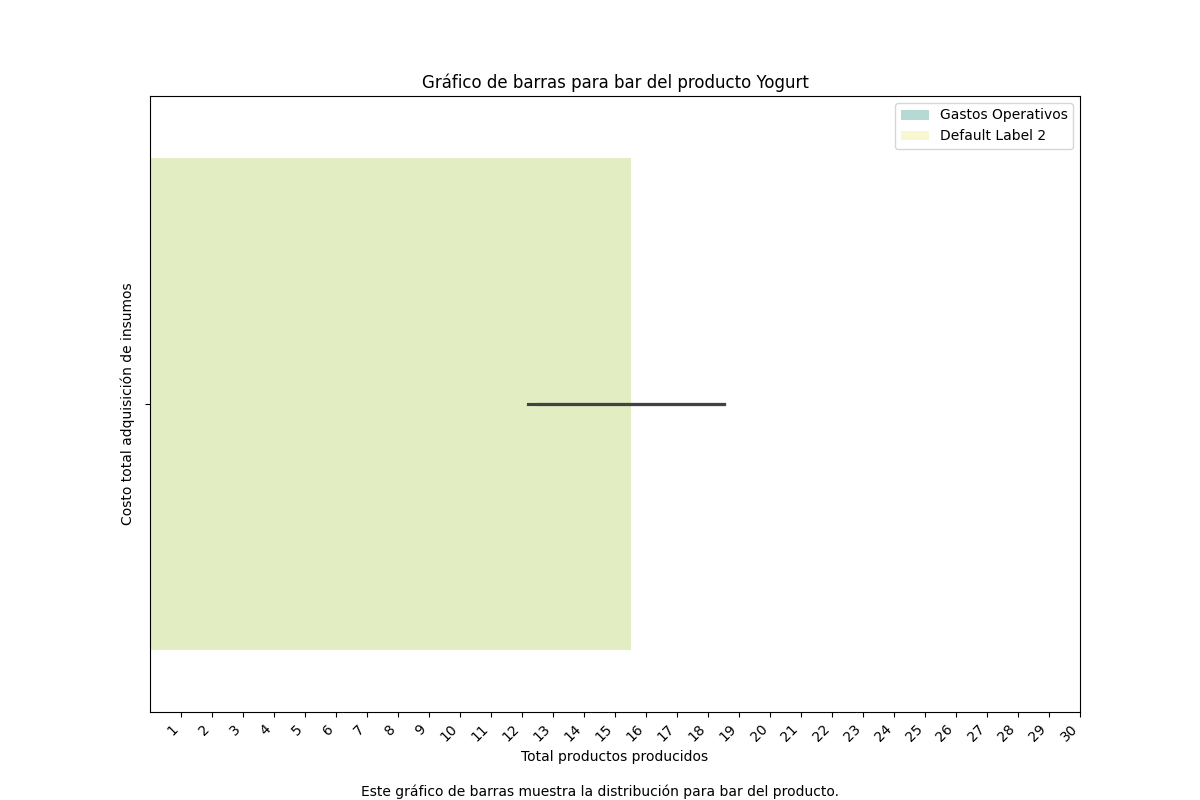 Gráfico de barras para bar del producto Yogurt
Gastos Operativos
Default Label 2
Costo total adquisición de insumos
1 2 3 4 5 6 7 8 9 10 11 12 13 14 15 16 17 18 19 20 21 22 23 24 25 26 27 28 29 30
Total productos producidos
Este gráfico de barras muestra la distribución para bar del producto.